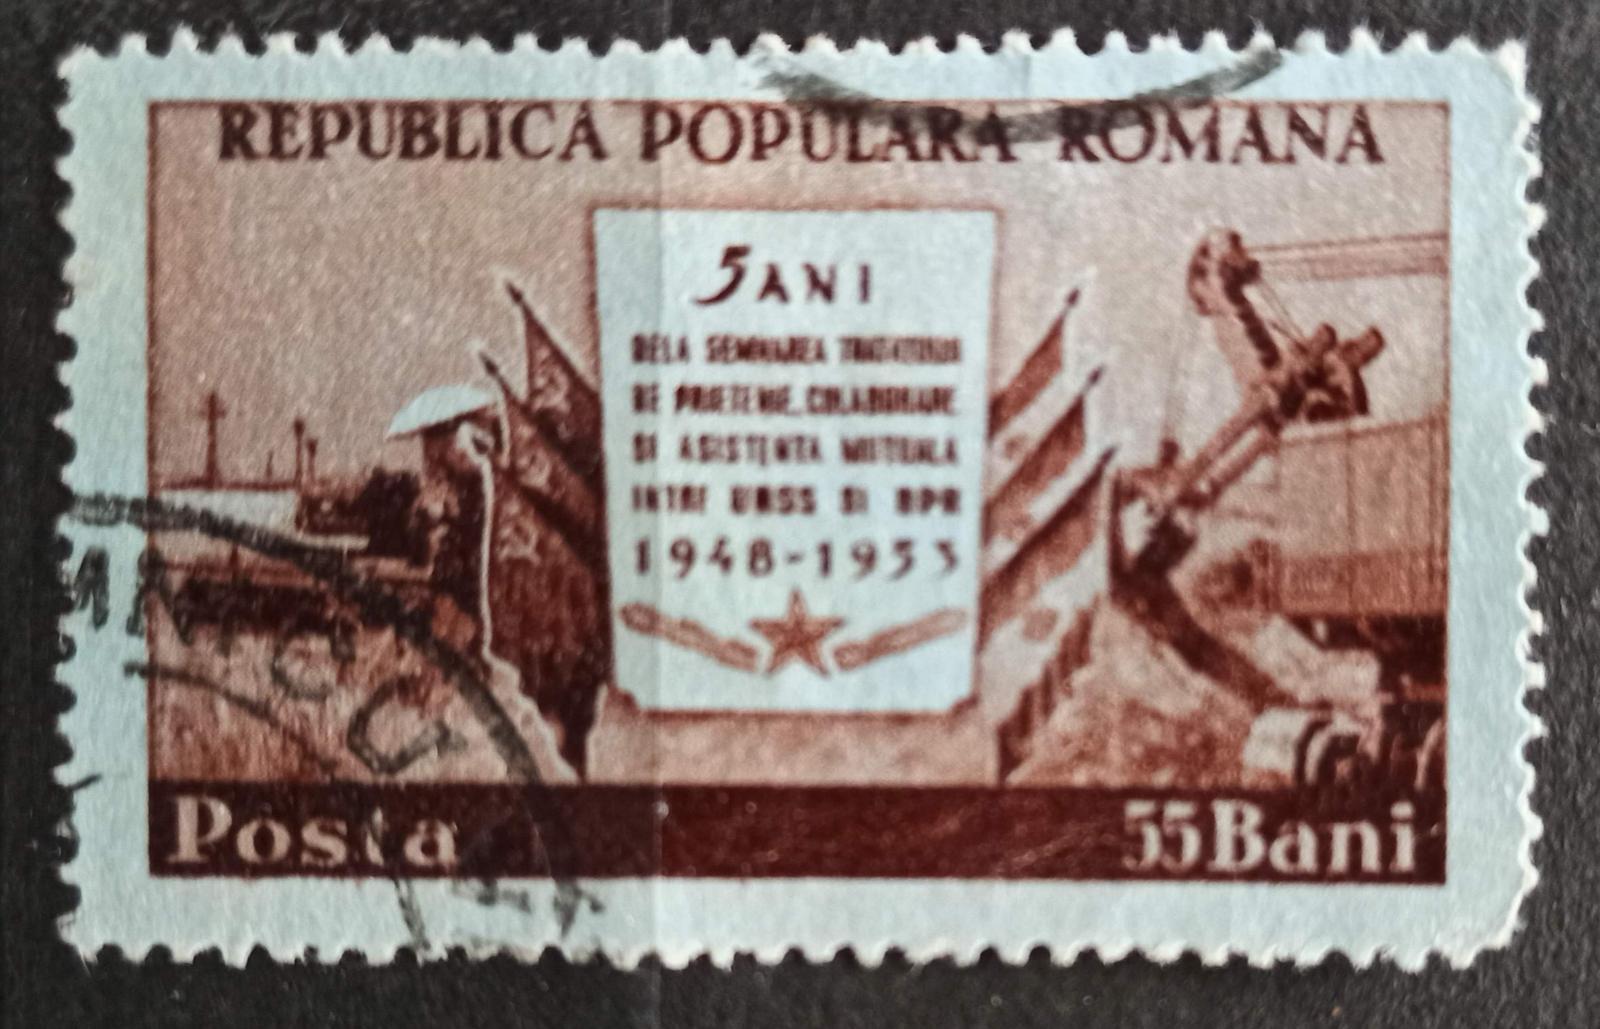 REPUBLICA POPULARA ROMANA
5 ANI
DELA SEMNAREA TRATATULUI
DE PRIETENIE, COLABORARE
SI ASISTENTA MUTUALA
INTRE URSS SI RPR
1948-1953
Posta
55 Bani